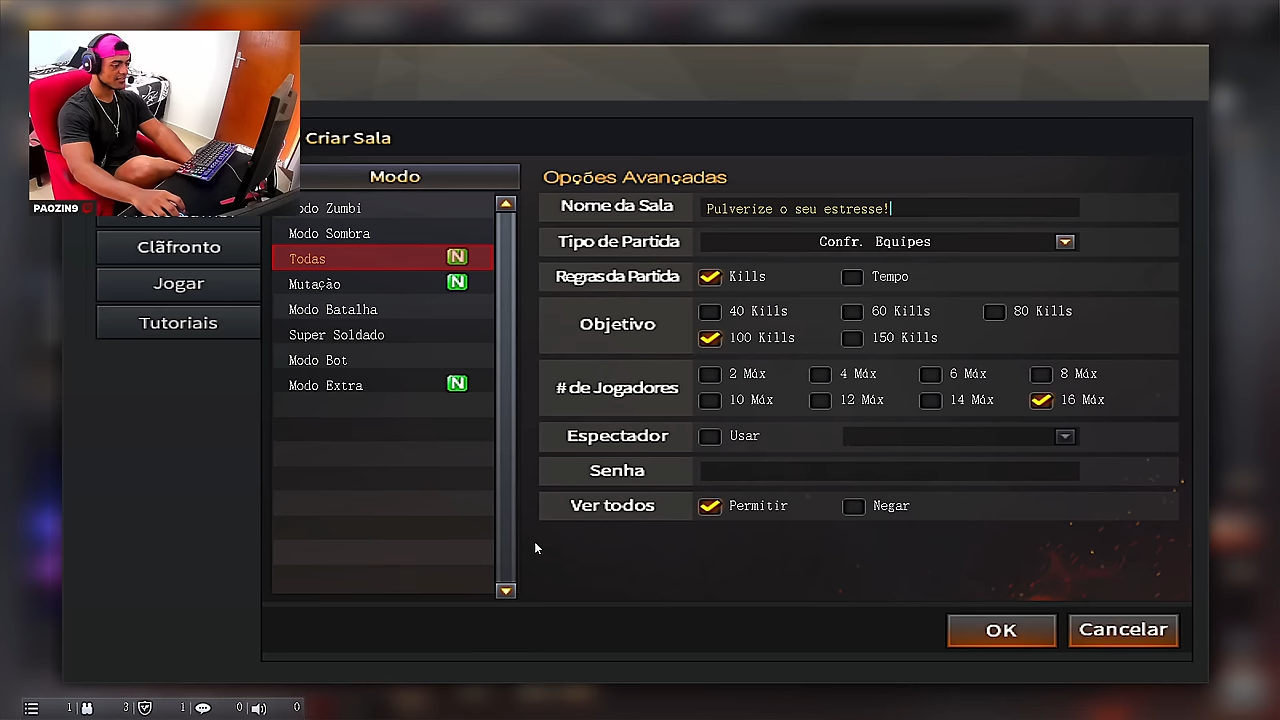 PAOZIN9
Criar Sala
Modo
odo Zumbi
Modo Sombra
Todas N
Mutação N
Modo Batalha
Super Soldado
Modo Bot
Modo Extra N
Clãfronto
Jogar
Tutoriais
Opções Avançadas
Nome da Sala Pulverize o seu estresse!
Tipo de Partida Confr. Equipes
Regras da Partida Kills Tempo
Objetivo 40 Kills 60 Kills 80 Kills
100 Kills 150 Kills
# de Jogadores 2 Máx 4 Máx 6 Máx 8 Máx
10 Máx 12 Máx 14 Máx 16 Máx
Espectador Usar
Senha
Ver todos Permitir Negar
OK Cancelar
1 3 1 0 0